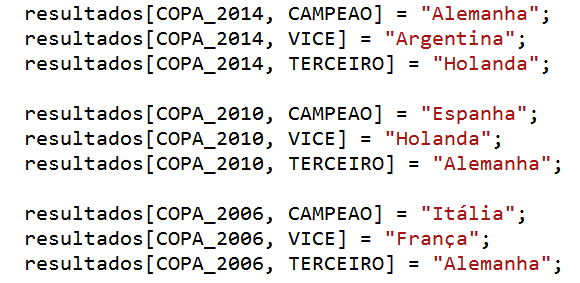 resultados[COPA_2014, CAMPEAO] = "Alemanha";
resultados[COPA_2014, VICE] = "Argentina";
resultados[COPA_2014, TERCEIRO] = "Holanda";
resultados[COPA_2010, CAMPEAO] = "Espanha";
resultados[COPA_2010, VICE] = "Holanda";
resultados[COPA_2010, TERCEIRO] = "Alemanha";
resultados[COPA_2006, CAMPEAO] = "Itália";
resultados[COPA_2006, VICE] = "França";
resultados[COPA_2006, TERCEIRO] = "Alemanha";